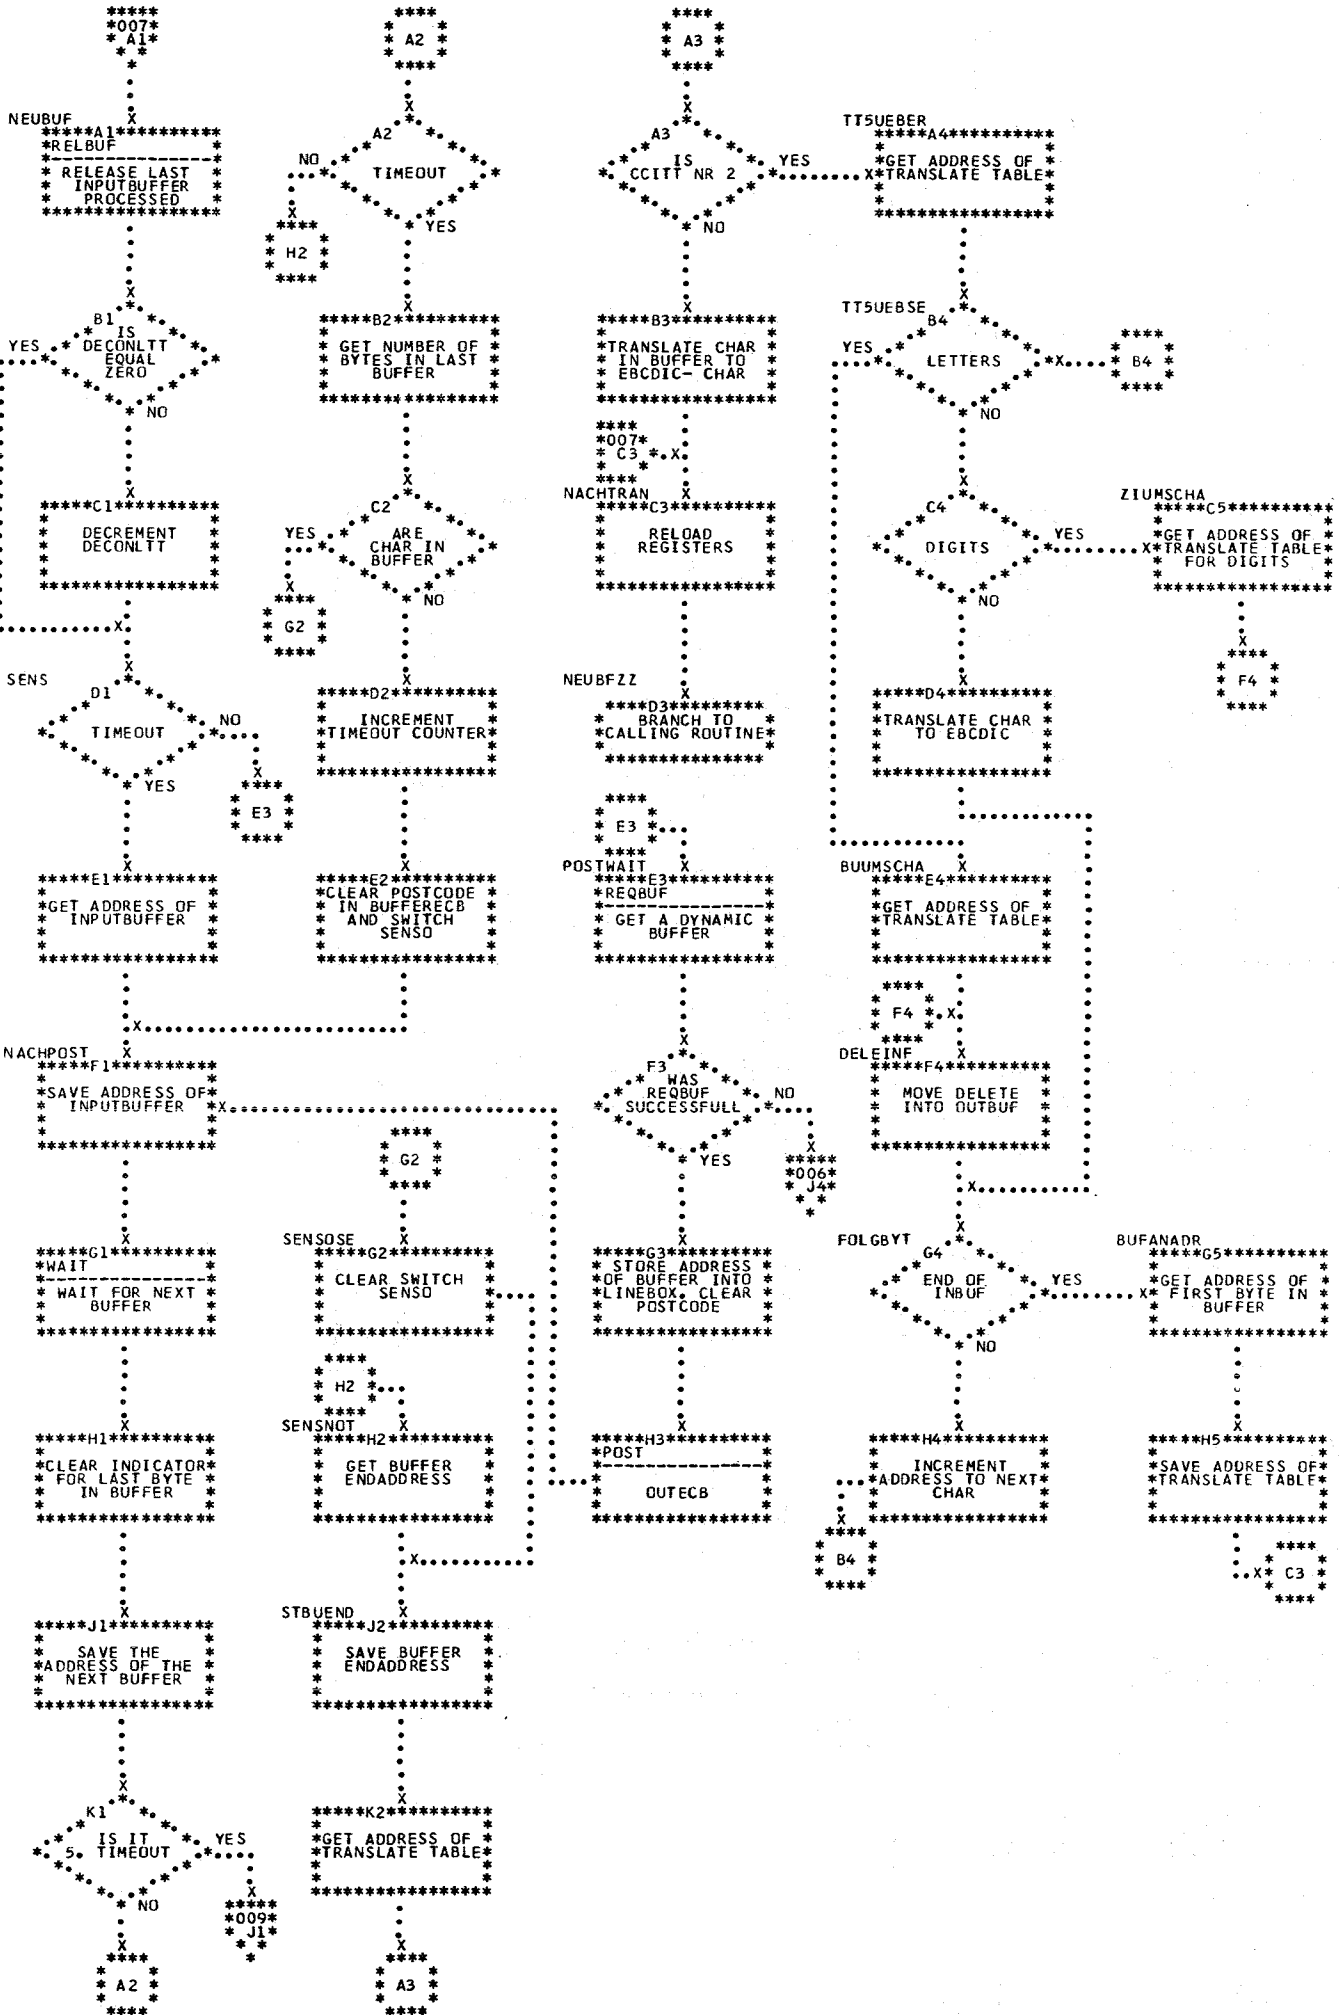 007
A1
NEUBUF
A1
RELBUF
RELEASE LAST
INPUTBUFFER
PROCESSED
B1
IS
DECONLTT
EQUAL
ZERO
YES
NO
C1
DECREMENT
DECONLTT
SENS
D1
TIMEOUT
NO
YES
E3
E1
GET ADDRESS OF
INPUTBUFFER
NACHPOST
F1
SAVE ADDRESS OF
INPUTBUFFER
G1
WAIT
WAIT FOR NEXT
BUFFER
H1
CLEAR INDICATOR
FOR LAST BYTE
IN BUFFER
J1
SAVE THE
ADDRESS OF THE
NEXT BUFFER
K1
IS IT
5. TIMEOUT
YES
NO
009
J1
A2
A2
A2
TIMEOUT
NO
YES
H2
B2
GET NUMBER OF
BYTES IN LAST
BUFFER
C2
ARE
CHAR IN
BUFFER
YES
NO
G2
D2
INCREMENT
TIMEOUT COUNTER
E2
CLEAR POSTCODE
IN BUFFERECB
AND SWITCH
SENSO
G2
SENSOSE
G2
CLEAR SWITCH
SENSO
H2
SENSNOT
H2
GET BUFFER
ENDADDRESS
STBUEND
J2
SAVE BUFFER
ENDADDRESS
K2
GET ADDRESS OF
TRANSLATE TABLE
A3
A3
A3
IS
CCITT NR 2
YES
NO
B3
TRANSLATE CHAR
IN BUFFER TO
EBCDIC- CHAR
007
C3
NACHTRAN
C3
RELOAD
REGISTERS
NEUBFZZ
D3
BRANCH TO
CALLING ROUTINE
E3
POSTWAIT
E3
REQBUF
GET A DYNAMIC
BUFFER
F3
WAS
REQBUF
SUCCESSFULL
NO
YES
006
J4
G3
STORE ADDRESS
OF BUFFER INTO
LINEBOX. CLEAR
POSTCODE
H3
POST
OUTECB
TT5UEBER
A4
GET ADDRESS OF
TRANSLATE TABLE
TT5UEBSE
B4
LETTERS
YES
NO
B4
C4
DIGITS
YES
NO
D4
TRANSLATE CHAR
TO EBCDIC
BUUMSCHA
E4
GET ADDRESS OF
TRANSLATE TABLE
F4
DELEINF
F4
MOVE DELETE
INTO OUTBUF
FOLGBYT
G4
END OF
INBUF
YES
NO
H4
INCREMENT
ADDRESS TO NEXT
CHAR
B4
ZIUMSCHA
C5
GET ADDRESS OF
TRANSLATE TABLE
FOR DIGITS
F4
BUFANADR
G5
GET ADDRESS OF
FIRST BYTE IN
BUFFER
H5
SAVE ADDRESS OF
TRANSLATE TABLE
C3